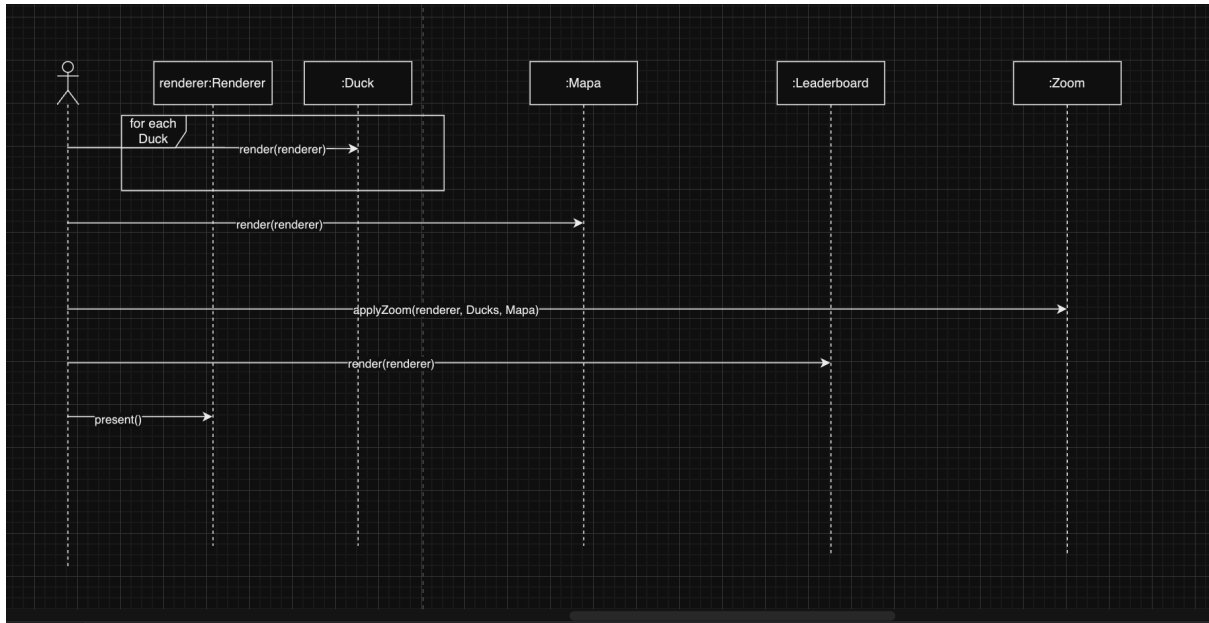 renderer:Renderer
:Duck
:Mapa
:Leaderboard
:Zoom
for each
Duck
render(renderer)
render(renderer)
applyZoom(renderer, Ducks, Mapa)
render(renderer)
present()